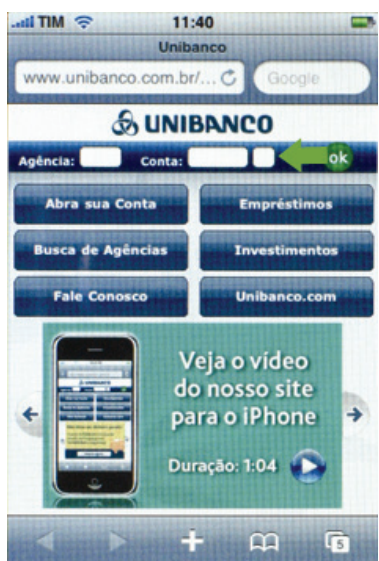 TIM 11:40
Unibanco
www.unibanco.com.br/... Google
UNIBANCO
Agência: Conta: ok
Abra sua Conta Empréstimos
Busca de Agências Investimentos
Fale Conosco Unibanco.com
Veja o vídeo
do nosso site
para o iPhone
Duração: 1:04
5